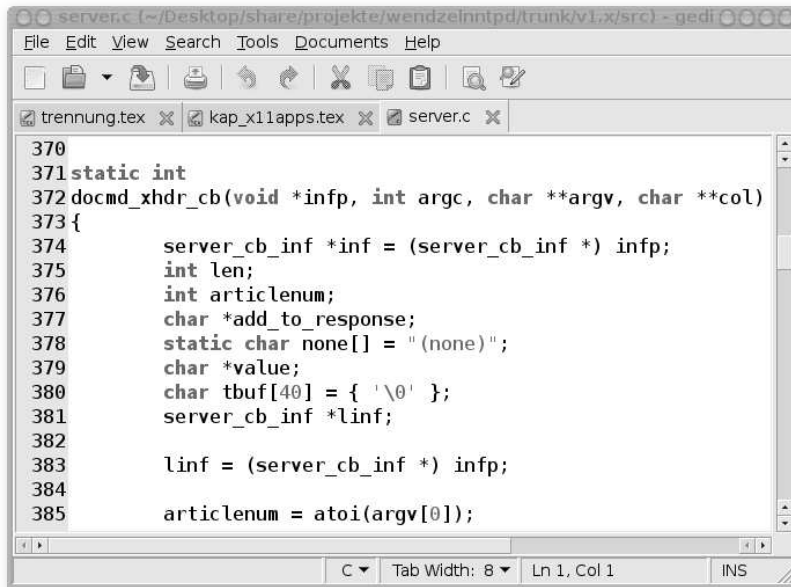 server.c (~/Desktop/share/projekte/wendzelnntpd/trunk/v1.x/src) - gedi
File Edit View Search Tools Documents Help
trennung.tex kap_x11apps.tex server.c
370
371 static int
372 docmd_xhdr_cb(void *infp, int argc, char **argv, char **col)
373 {
374         server_cb_inf *inf = (server_cb_inf *) infp;
375         int len;
376         int articlenum;
377         char *add_to_response;
378         static char none[] = "(none)";
379         char *value;
380         char tbuf[40] = { '\0' };
381         server_cb_inf *linf;
382
383         linf = (server_cb_inf *) infp;
384
385         articlenum = atoi(argv[0]);
C Tab Width: 8 Ln 1, Col 1 INS